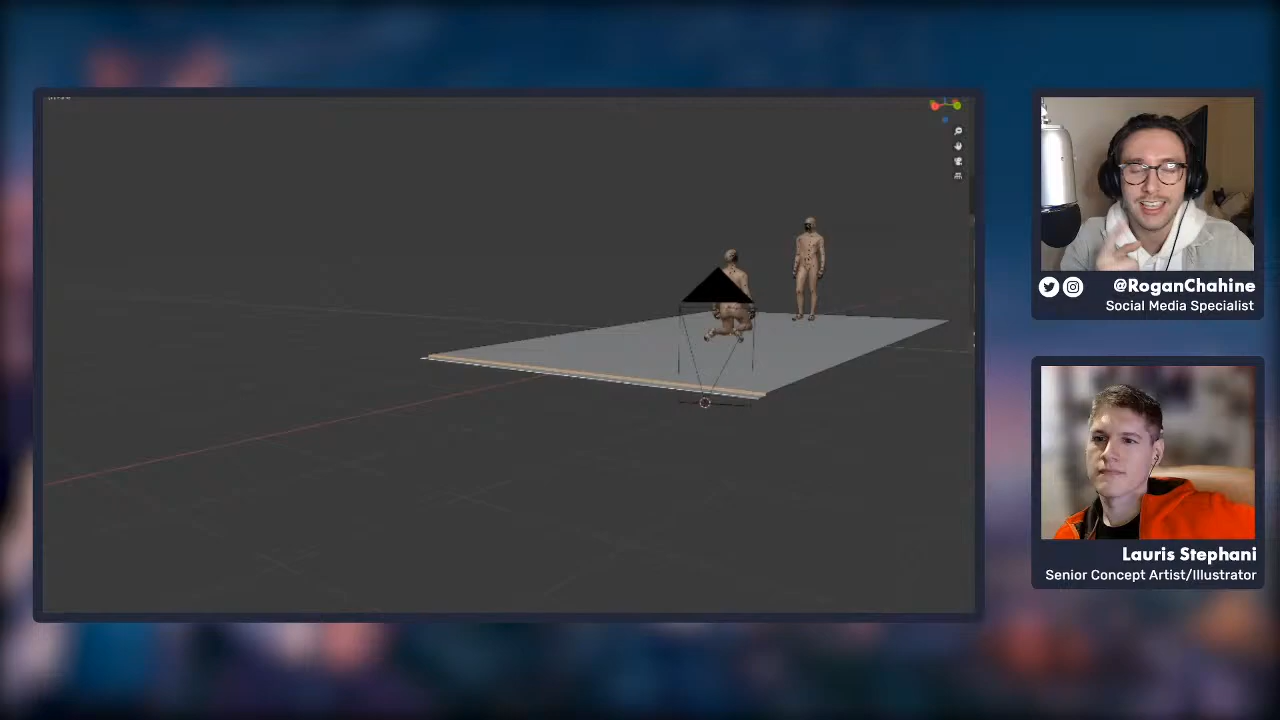 @RoganChahine
Social Media Specialist
Lauris Stephani
Senior Concept Artist/Illustrator